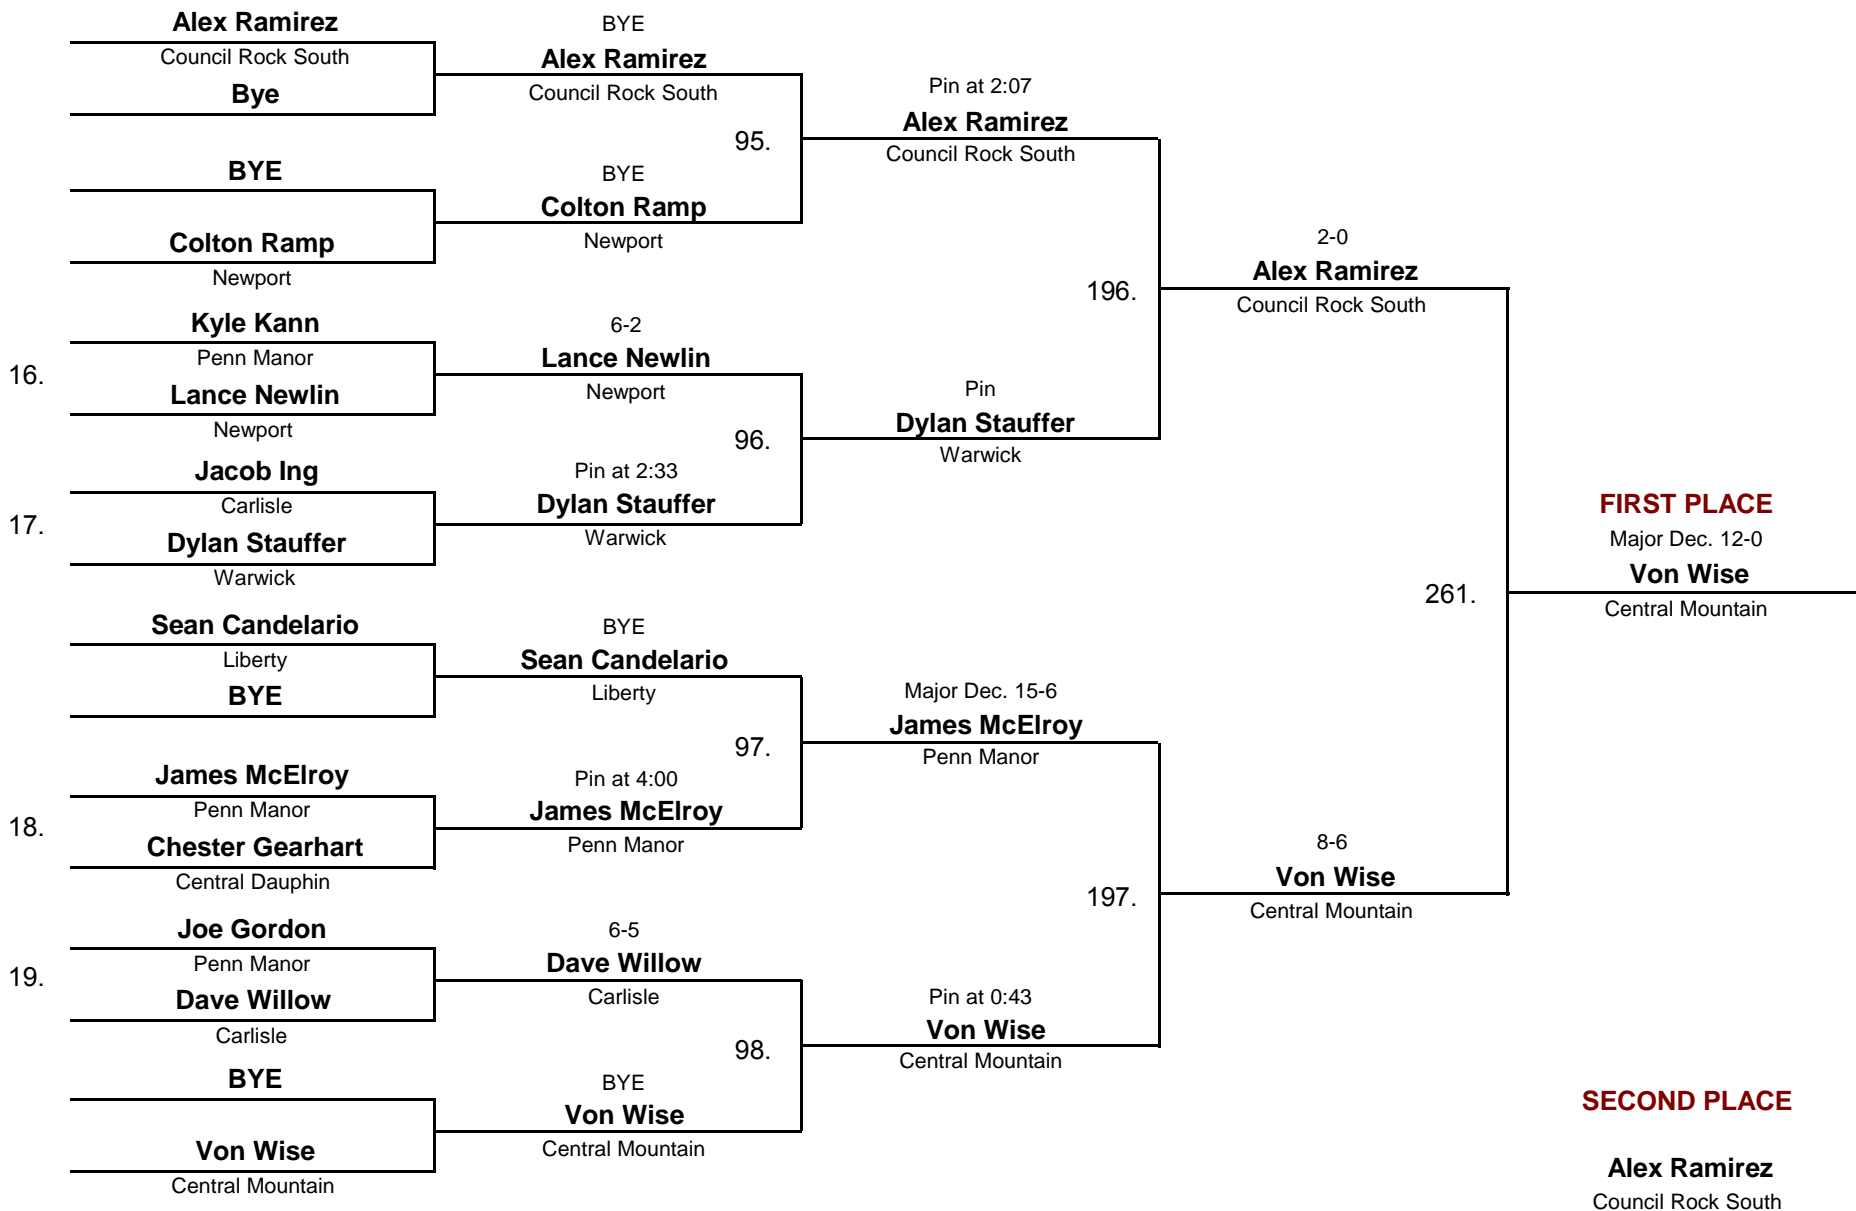 Alex Ramirez
Council Rock South
Bye
BYE
Colton Ramp
Newport
16.
Kyle Kann
Penn Manor
Lance Newlin
Newport
17.
Jacob Ing
Carlisle
Dylan Stauffer
Warwick
Sean Candelario
Liberty
BYE
18.
James McElroy
Penn Manor
Chester Gearhart
Central Dauphin
19.
Joe Gordon
Penn Manor
Dave Willow
Carlisle
BYE
Von Wise
Central Mountain
BYE
Alex Ramirez
Council Rock South
95.
BYE
Colton Ramp
Newport
6-2
Lance Newlin
Newport
96.
Pin at 2:33
Dylan Stauffer
Warwick
BYE
Sean Candelario
Liberty
97.
Pin at 4:00
James McElroy
Penn Manor
6-5
Dave Willow
Carlisle
98.
BYE
Von Wise
Central Mountain
Pin at 2:07
Alex Ramirez
Council Rock South
196.
Pin
Dylan Stauffer
Warwick
Major Dec. 15-6
James McElroy
Penn Manor
197.
Pin at 0:43
Von Wise
Central Mountain
2-0
Alex Ramirez
Council Rock South
261.
8-6
Von Wise
Central Mountain
FIRST PLACE
Major Dec. 12-0
Von Wise
Central Mountain
SECOND PLACE
Alex Ramirez
Council Rock South